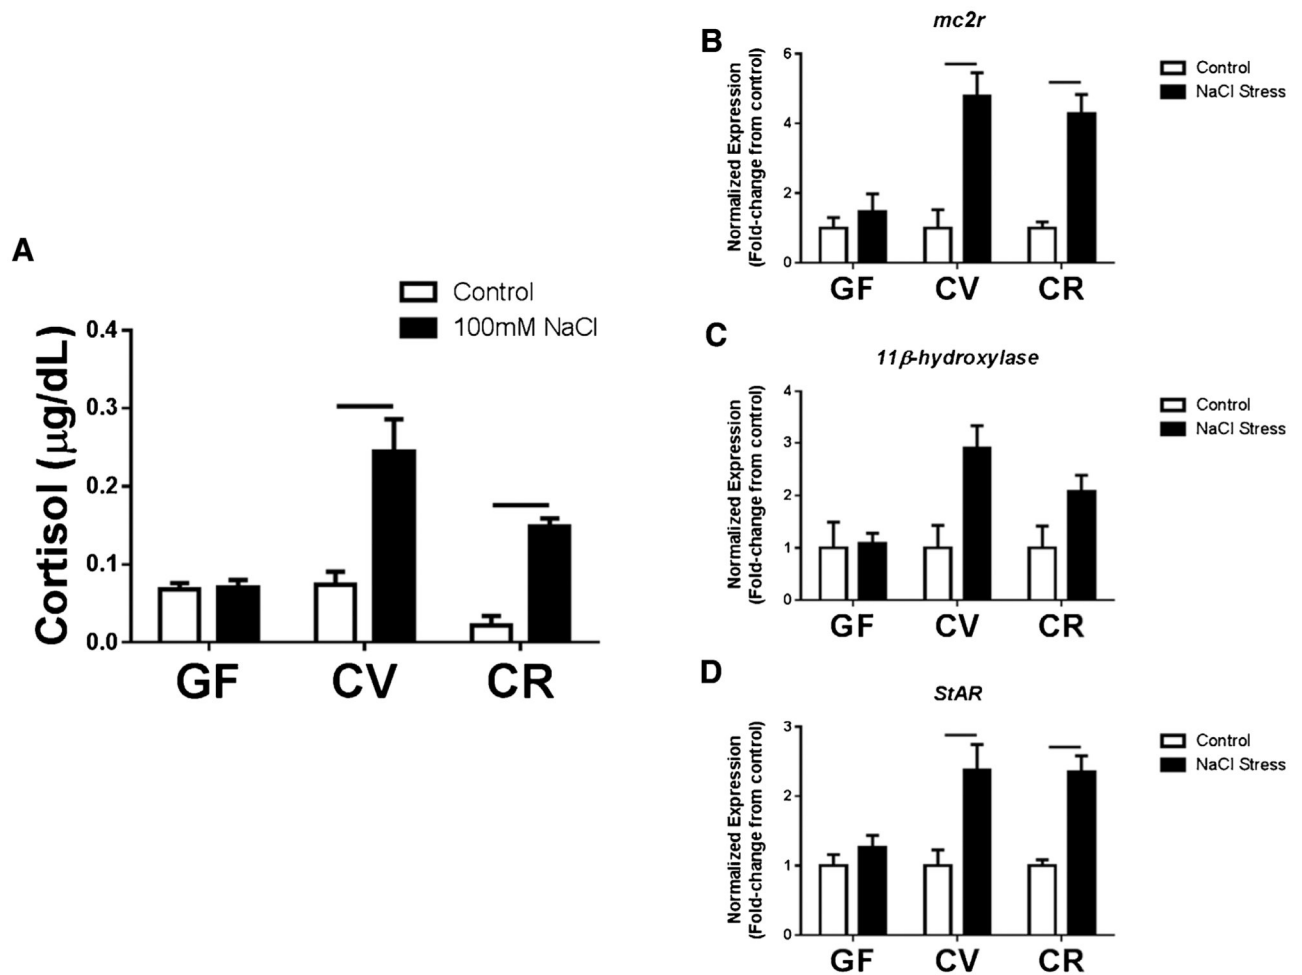 A
Control
100mM NaCl
Cortisol (μg/dL)
0.4
0.3
0.2
0.1
0.0
GF CV CR
B
mc2r
Normalized Expression
(Fold-change from control)
6
4
2
0
GF CV CR
Control
NaCl Stress
C
11β-hydroxylase
Normalized Expression
(Fold-change from control)
4
3
2
1
0
GF CV CR
Control
NaCl Stress
D
StAR
Normalized Expression
(Fold-change from control)
3
2
1
0
GF CV CR
Control
NaCl Stress